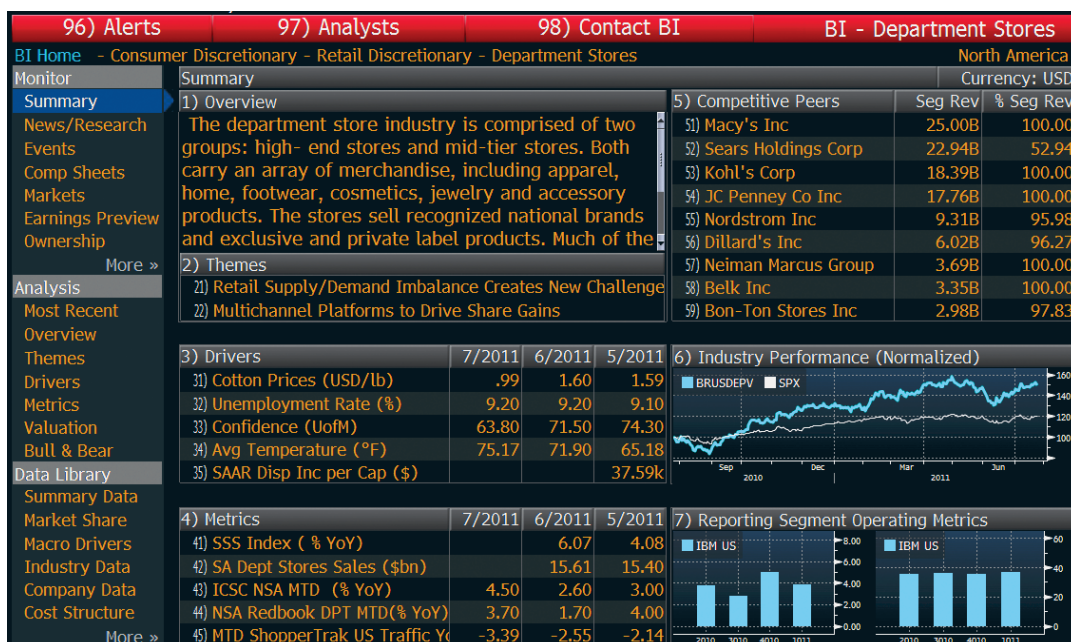 96) Alerts 97) Analysts 98) Contact BI BI - Department Stores
BI Home - Consumer Discretionary - Retail Discretionary - Department Stores North America
Monitor
Summary
News/Research
Events
Comp Sheets
Markets
Earnings Preview
Ownership
More »
Analysis
Most Recent
Overview
Themes
Drivers
Metrics
Valuation
Bull & Bear
Data Library
Summary Data
Market Share
Macro Drivers
Industry Data
Company Data
Cost Structure
More »
Summary Currency: USD
1) Overview
The department store industry is comprised of two
groups: high- end stores and mid-tier stores. Both
carry an array of merchandise, including apparel,
home, footwear, cosmetics, jewelry and accessory
products. The stores sell recognized national brands
and exclusive and private label products. Much of the
2) Themes
21) Retail Supply/Demand Imbalance Creates New Challenge
22) Multichannel Platforms to Drive Share Gains
5) Competitive Peers Seg Rev % Seg Rev
51) Macy's Inc 25.00B 100.00
52) Sears Holdings Corp 22.94B 52.94
53) Kohl's Corp 18.39B 100.00
54) JC Penney Co Inc 17.76B 100.00
55) Nordstrom Inc 9.31B 95.98
56) Dillard's Inc 6.02B 96.27
57) Neiman Marcus Group 3.69B 100.00
58) Belk Inc 3.35B 100.00
59) Bon-Ton Stores Inc 2.98B 97.83
3) Drivers 7/2011 6/2011 5/2011
31) Cotton Prices (USD/lb) .99 1.60 1.59
32) Unemployment Rate (%) 9.20 9.20 9.10
33) Confidence (UofM) 63.80 71.50 74.30
34) Avg Temperature (°F) 75.17 71.90 65.18
35) SAAR Disp Inc per Cap ($) 37.59k
6) Industry Performance (Normalized)
BRUSDEPV SPX
160
140
120
100
Sep Dec Mar Jun
2010 2011
4) Metrics 7/2011 6/2011 5/2011
41) SSS Index ( % YoY) 6.07 4.08
42) SA Dept Stores Sales ($bn) 15.61 15.40
43) ICSC NSA MTD (% YoY) 4.50 2.60 3.00
44) NSA Redbook DPT MTD(% YoY) 3.70 1.70 4.00
45) MTD ShopperTrak US Traffic Yo -3.39 -2.55 -2.14
7) Reporting Segment Operating Metrics
IBM US
8.00
6.00
4.00
2.00
0.00
2Q10 3Q10 4Q10 1Q11
IBM US
60
40
20
0
2Q10 3Q10 4Q10 1Q11